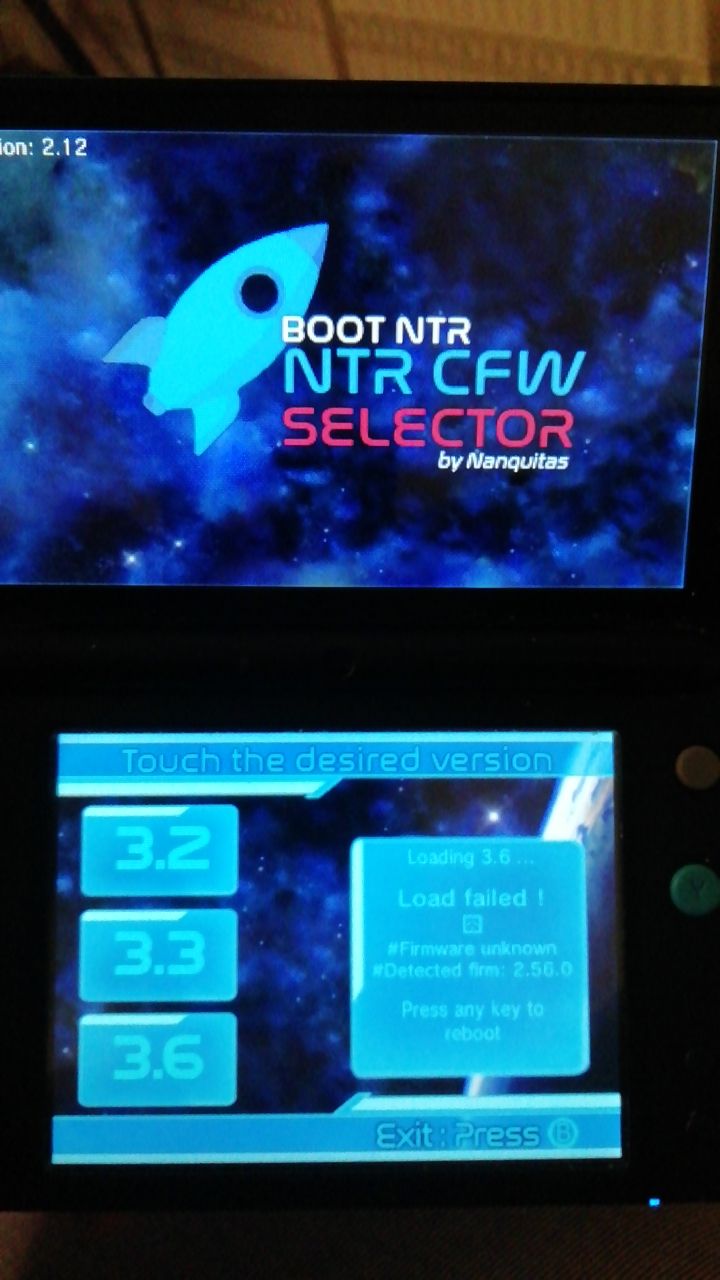 ion: 2.12
BOOT NTR
NTR CFW
SELECTOR
by Nanquitas
Touch the desired version
3.2
3.3
3.6
Loading 3.6 ...
Load failed !
#Firmware unknown
#Detected firm: 2.56.0
Press any key to
reboot
Exit : Press B
Y